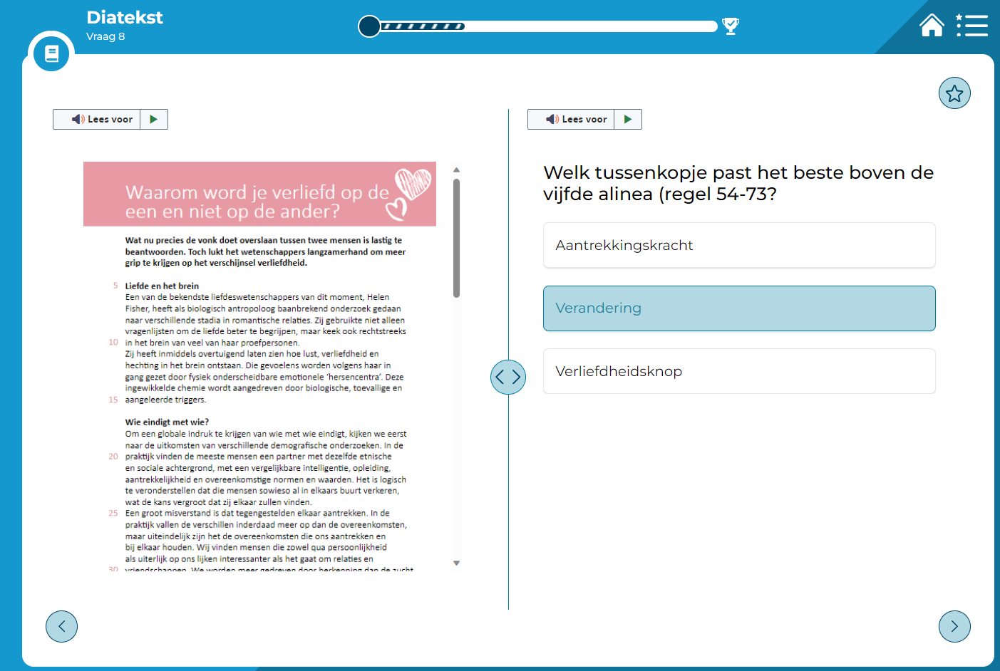 Diatekst
Vraag 8
Lees voor
Waarom word je verliefd op de
een en niet op de ander?
Wat nu precies de vonk doet overslaan tussen twee mensen is lastig te
beantwoorden. Toch lukt het wetenschappers langzamerhand om meer
grip te krijgen op het verschijnsel verliefdheid.
5 Liefde en het brein
Een van de bekendste liefdeswetenschappers van dit moment, Helen
Fisher, heeft als biologisch antropoloog baanbrekend onderzoek gedaan
naar verschillende stadia in romantische relaties. Zij gebruikte niet alleen
vragenlijsten om de liefde beter te begrijpen, maar keek ook rechtstreeks
10 in het brein van veel van haar proefpersonen.
Zij heeft inmiddels overtuigend laten zien hoe lust, verliefdheid en
hechting in het brein ontstaan. Die gevoelens worden volgens haar in
gang gezet door fysiek onderscheidbare emotionele ‘hersencentra’. Deze
ingewikkelde chemie wordt aangedreven door biologische, toevallige en
15 aangeleerde triggers.
Wie eindigt met wie?
Om een globale indruk te krijgen van wie met wie eindigt, kijken we eerst
naar de uitkomsten van verschillende demografische onderzoeken. In de
20 praktijk vinden de meeste mensen een partner met dezelfde etnische
en sociale achtergrond, met een vergelijkbare intelligentie, opleiding,
aantrekkelijkheid en overeenkomstige normen en waarden. Het is logisch
te veronderstellen dat die mensen sowieso al in elkaars buurt verkeren,
wat de kans vergroot dat zij elkaar zullen vinden.
25 Een groot misverstand is dat tegengestelden elkaar aantrekken. In de
praktijk vallen de verschillen inderdaad meer op dan de overeenkomsten,
maar uiteindelijk zijn het de overeenkomsten die ons aantrekken en
bij elkaar houden. Wij vinden mensen die zowel qua persoonlijkheid
als uiterlijk op ons lijken interessanter als het gaat om relaties en
30 vriendschappen. We worden meer gedreven door herkenning dan de zucht
Lees voor
Welk tussenkopje past het beste boven de
vijfde alinea (regel 54-73?
Aantrekkingskracht
Verandering
Verliefdheidsknop